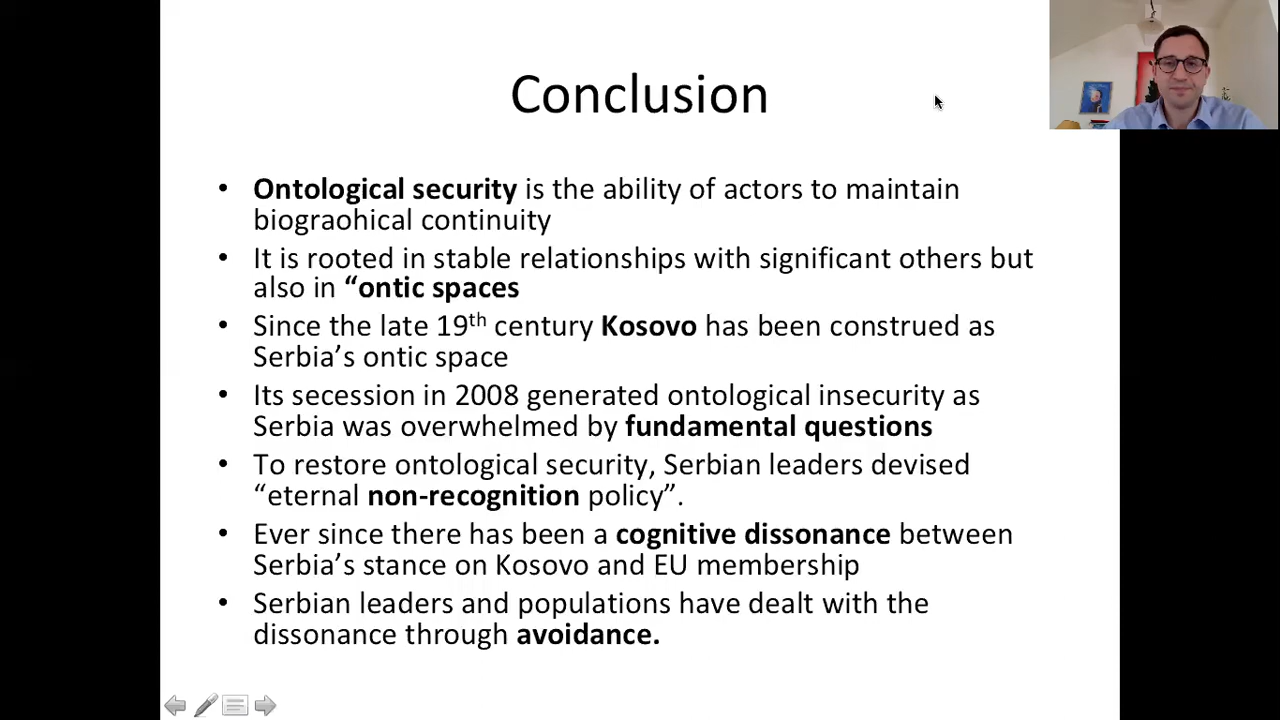 Conclusion
• Ontological security is the ability of actors to maintain
biograohical continuity
• It is rooted in stable relationships with significant others but
also in “ontic spaces
• Since the late 19th century Kosovo has been construed as
Serbia’s ontic space
• Its secession in 2008 generated ontological insecurity as
Serbia was overwhelmed by fundamental questions
• To restore ontological security, Serbian leaders devised
“eternal non-recognition policy”.
• Ever since there has been a cognitive dissonance between
Serbia’s stance on Kosovo and EU membership
• Serbian leaders and populations have dealt with the
dissonance through avoidance.